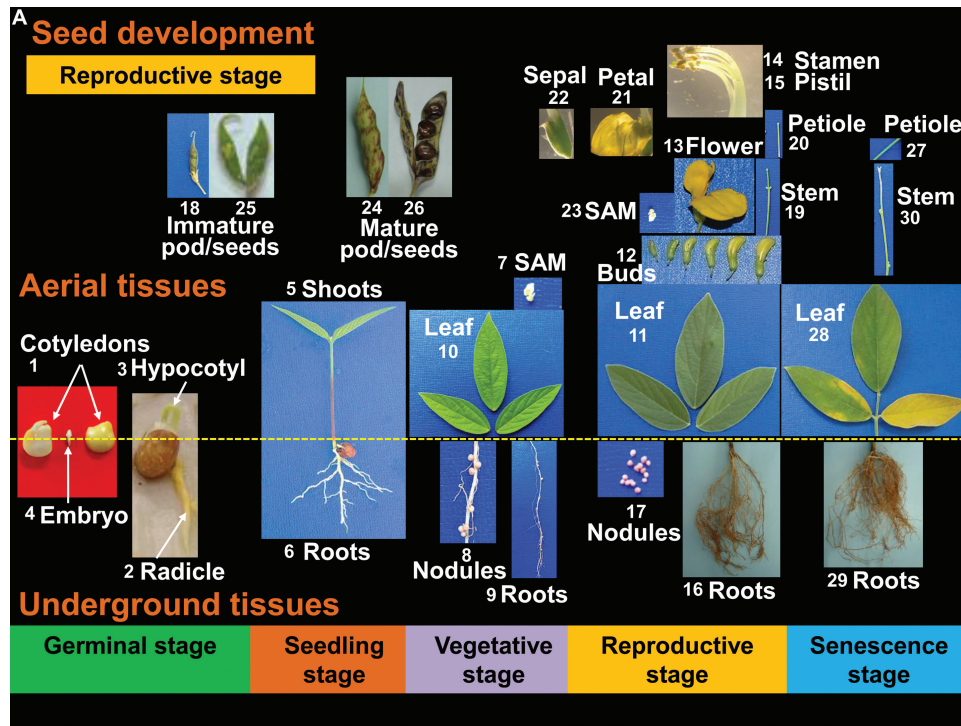 A
Seed development
Reproductive stage
Sepal
22
Petal
21
14 Stamen
15 Pistil
Petiole
20
Petiole
27
13 Flower
Stem
19
Stem
30
18
25
Immature
pod/seeds
24
26
Mature
pod/seeds
23 SAM
12
Buds
7 SAM
Aerial tissues
5 Shoots
Leaf
10
Leaf
11
Leaf
28
Cotyledons
1
3 Hypocotyl
4 Embryo
2 Radicle
6 Roots
8
Nodules
9 Roots
17
Nodules
16 Roots
29 Roots
Underground tissues
Germinal stage
Seedling
stage
Vegetative
stage
Reproductive
stage
Senescence
stage